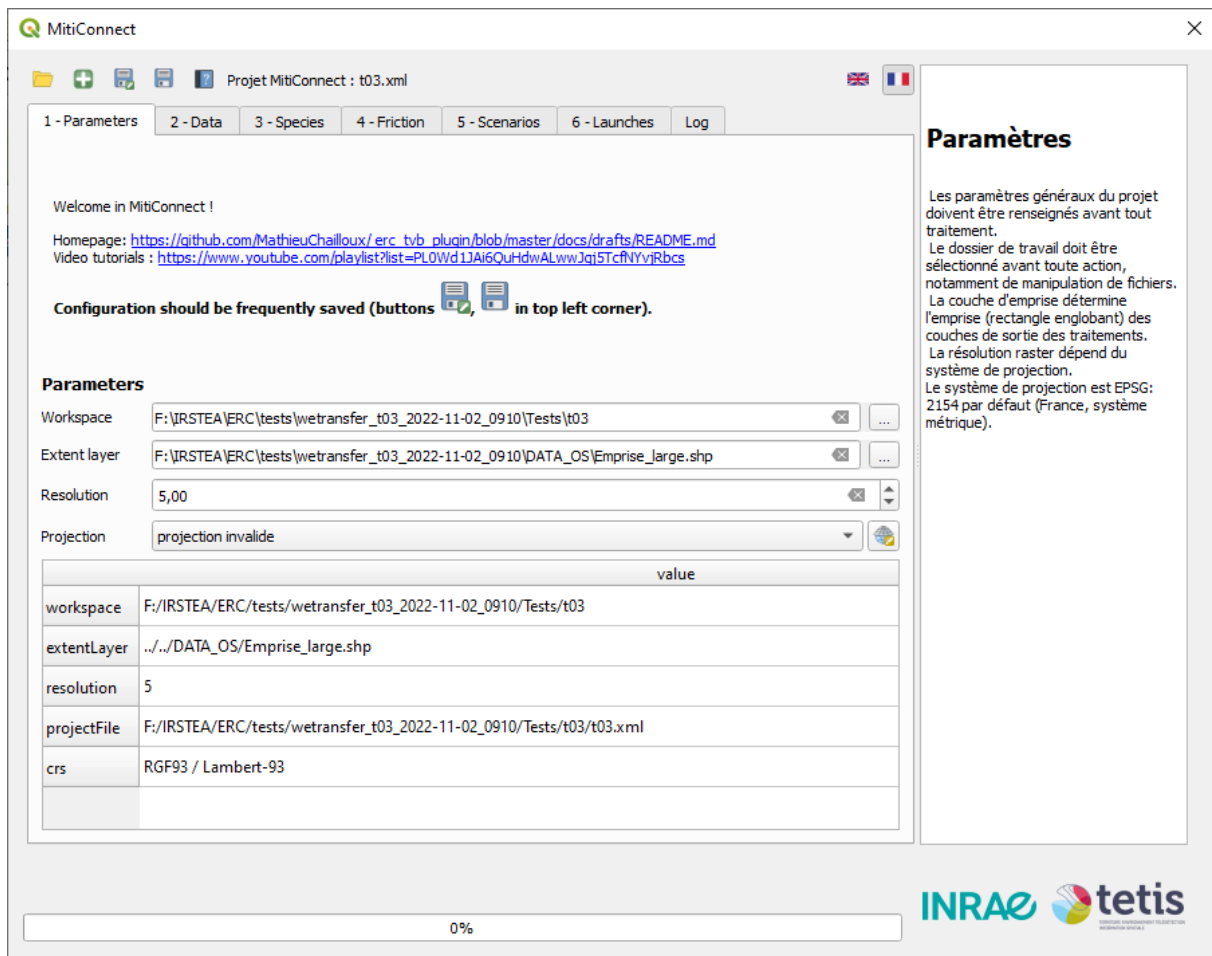 MitiConnect
Projet MitiConnect : t03.xml
1 - Parameters
2 - Data
3 - Species
4 - Friction
5 - Scenarios
6 - Launches
Log
Welcome in MitiConnect !
Homepage: https://github.com/MathieuChailloux/ erc_tvb_plugin/blob/master/docs/drafts/README.md
Video tutorials : https://www.youtube.com/playlist?list=PL0Wd1JAi6QuHdwALwwJqj5TcfNYvjRbcs
Configuration should be frequently saved (buttons , in top left corner).
Parameters
Workspace
F:\IRSTEA\ERC\tests\wetransfer_t03_2022-11-02_0910\Tests\t03
...
Extent layer
F:\IRSTEA\ERC\tests\wetransfer_t03_2022-11-02_0910\DATA_OS\Emprise_large.shp
...
Resolution
5,00
Projection
projection invalide
value
workspace F:/IRSTEA/ERC/tests/wetransfer_t03_2022-11-02_0910/Tests/t03
extentLayer ../../DATA_OS/Emprise_large.shp
resolution 5
projectFile F:/IRSTEA/ERC/tests/wetransfer_t03_2022-11-02_0910/Tests/t03/t03.xml
crs RGF93 / Lambert-93
0%
Paramètres
Les paramètres généraux du projet
doivent être renseignés avant tout
traitement.
Le dossier de travail doit être
sélectionné avant toute action,
notamment de manipulation de fichiers.
La couche d'emprise détermine
l'emprise (rectangle englobant) des
couches de sortie des traitements.
La résolution raster dépend du
système de projection.
Le système de projection est EPSG:
2154 par défaut (France, système
métrique).
INRAE
tetis